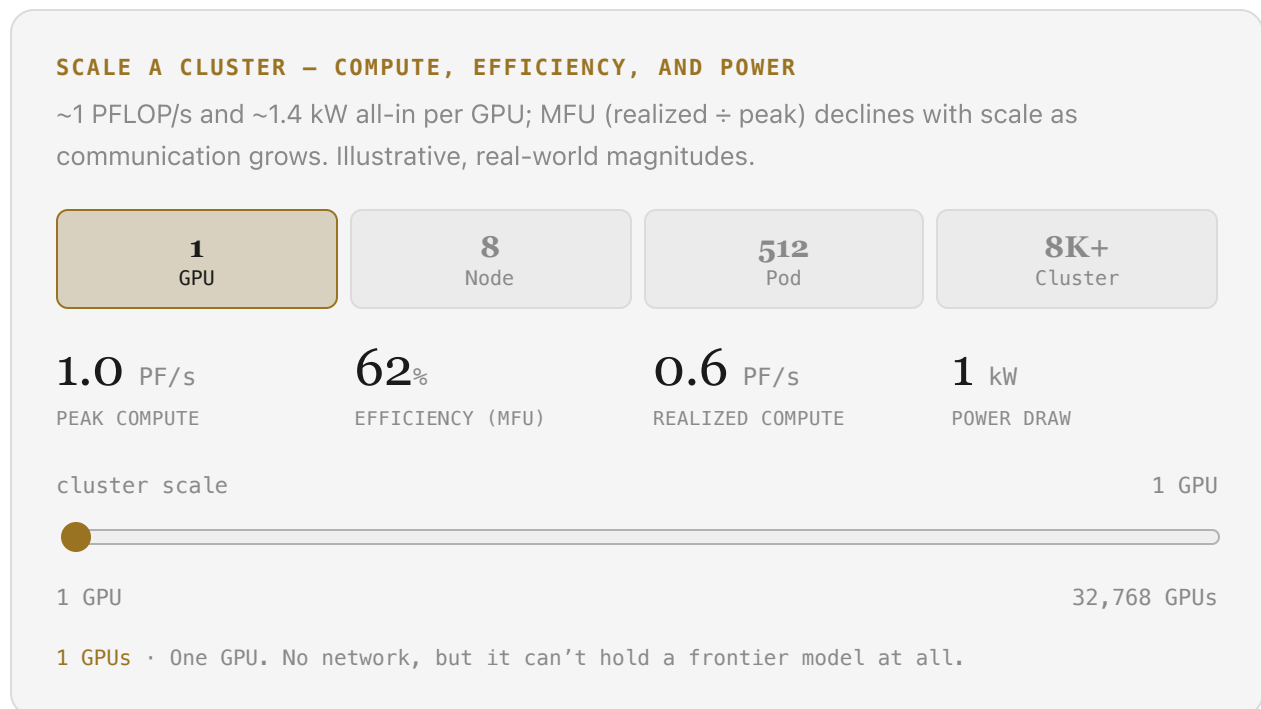 SCALE A CLUSTER — COMPUTE, EFFICIENCY, AND POWER
~1 PFLOP/s and ~1.4 kW all-in per GPU; MFU (realized ÷ peak) declines with scale as
communication grows. Illustrative, real-world magnitudes.
1
GPU
8
Node
512
Pod
8K+
Cluster
1.0 PF/s
PEAK COMPUTE
62%
EFFICIENCY (MFU)
0.6 PF/s
REALIZED COMPUTE
1 kW
POWER DRAW
cluster scale
1 GPU
1 GPU
32,768 GPUs
1 GPUs · One GPU. No network, but it can’t hold a frontier model at all.